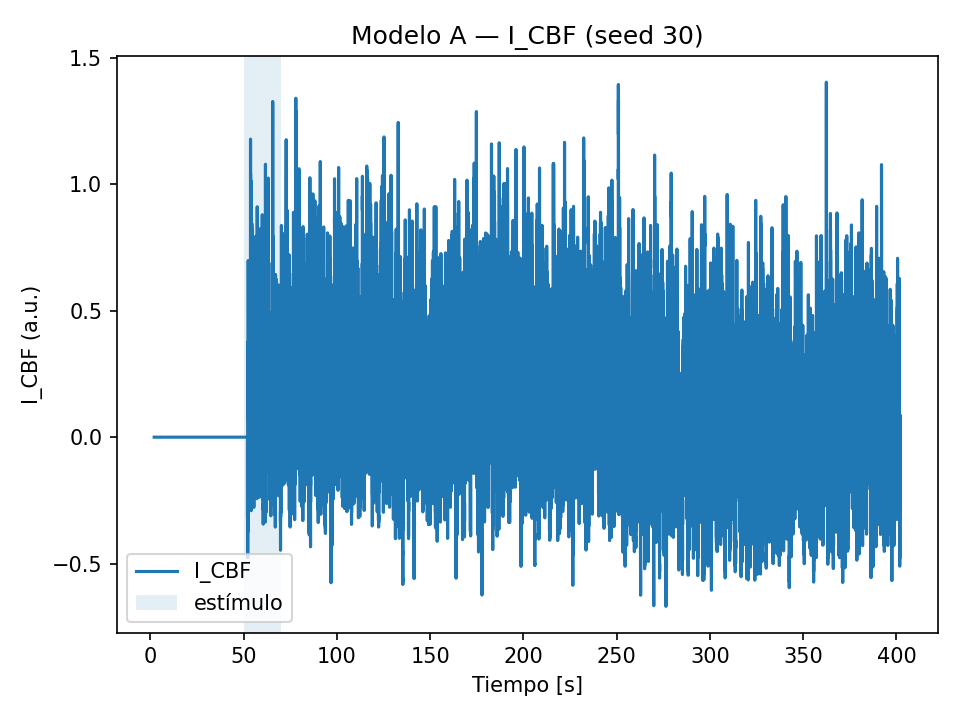 Modelo A — I_CBF (seed 30)
1.5
1.0
0.5
0.0
−0.5
I_CBF (a.u.)
I_CBF
estímulo
0 50 100 150 200 250 300 350 400
Tiempo [s]